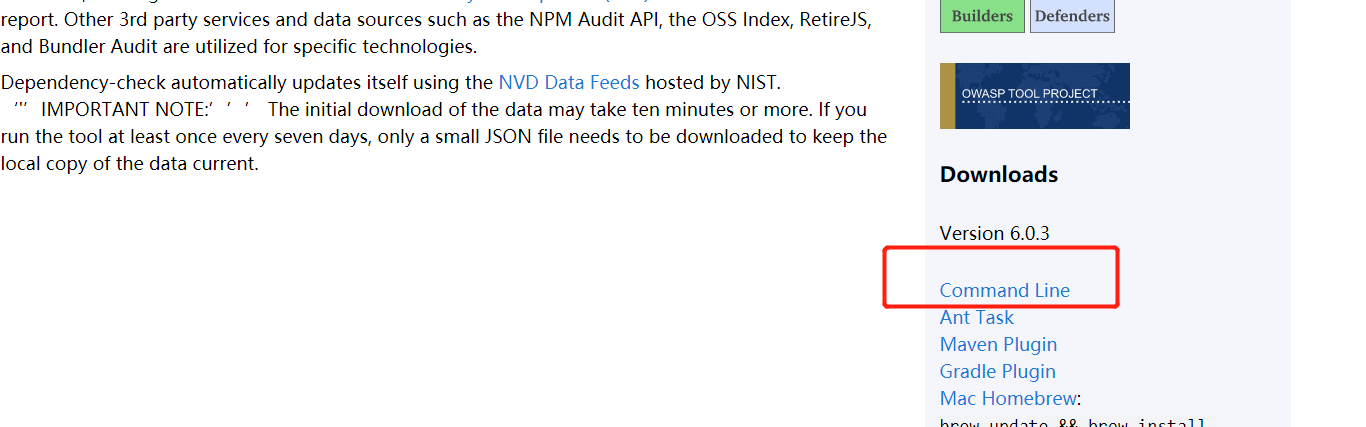 report. Other 3rd party services and data sources such as the NPM Audit API, the OSS Index, RetireJS,
and Bundler Audit are utilized for specific technologies.
Dependency-check automatically updates itself using the NVD Data Feeds hosted by NIST.
‘’’ IMPORTANT NOTE:’ ’ ’ The initial download of the data may take ten minutes or more. If you
run the tool at least once every seven days, only a small JSON file needs to be downloaded to keep the
local copy of the data current.
Builders Defenders
OWASP TOOL PROJECT
Downloads
Version 6.0.3
Command Line
Ant Task
Maven Plugin
Gradle Plugin
Mac Homebrew:
brew update && brew install